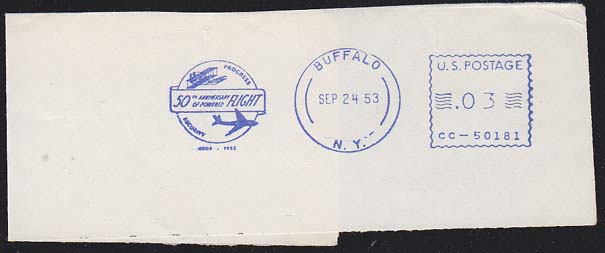 PROGRESS
50TH ANNIVERSARY
OF POWERED FLIGHT
SECURITY
1903 - 1953
BUFFALO
SEP 24 53
N. Y.
U.S. POSTAGE
.03
CC-50181